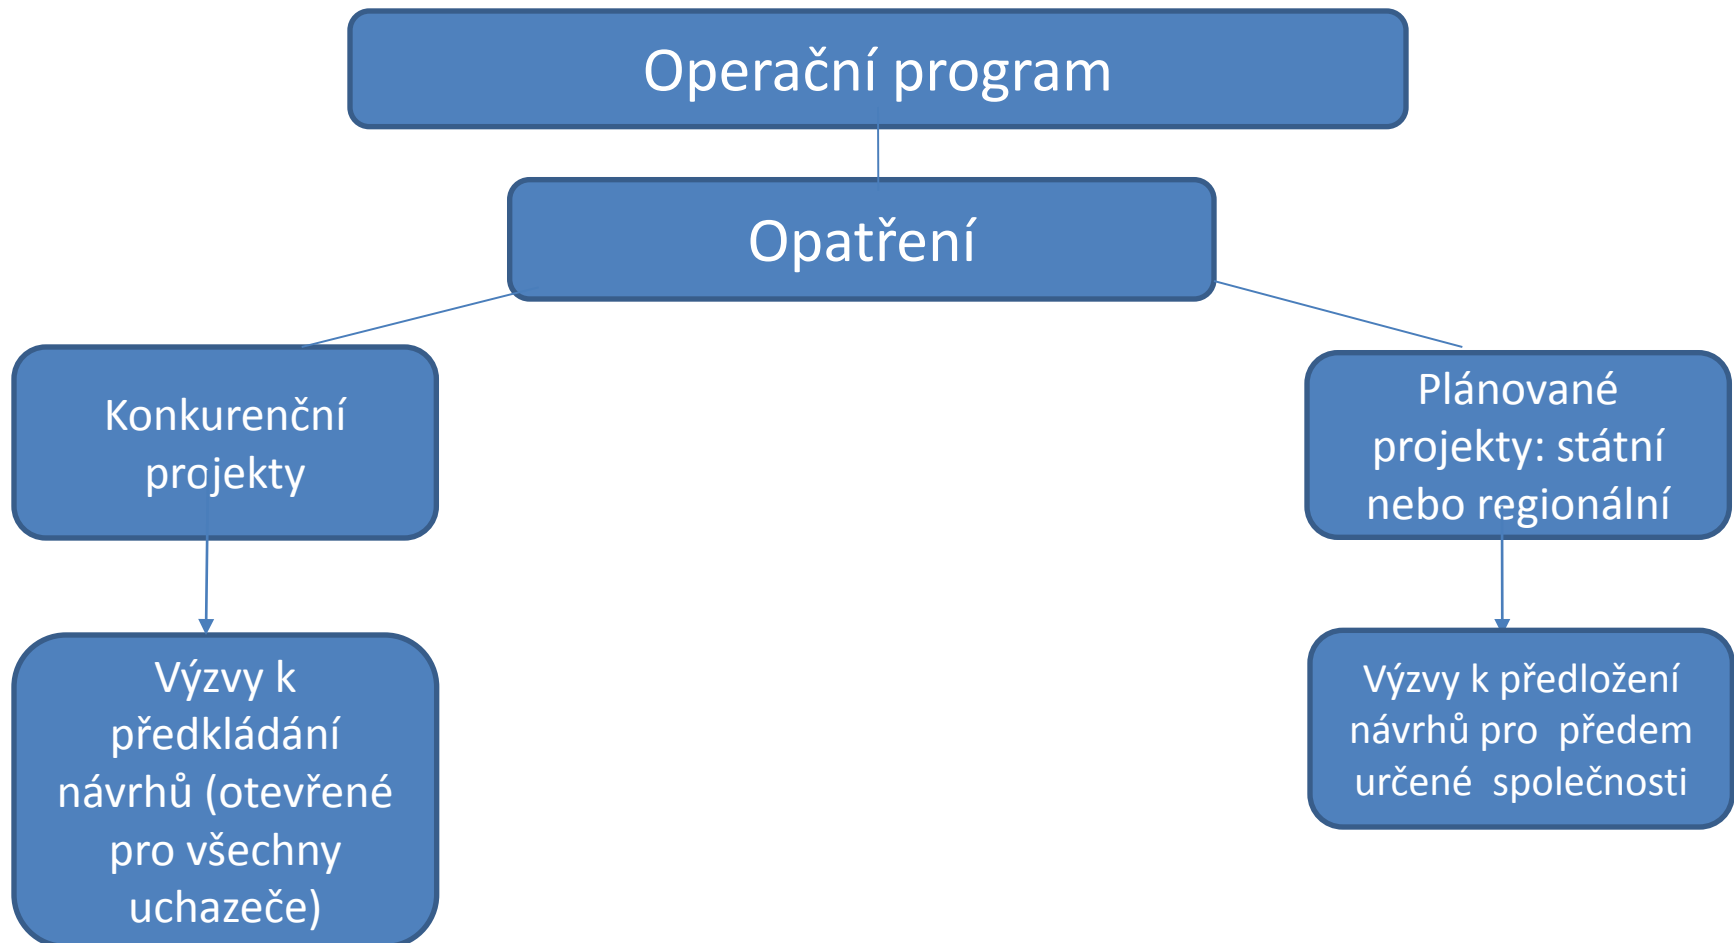 Operační program
Opatření
Konkurenční
projekty
Plánované
projekty: státní
nebo regionální
Výzvy k
předkládání
návrhů (otevřené
pro všechny
uchazeče)
Výzvy k předložení
návrhů pro  předem
určené  společnosti